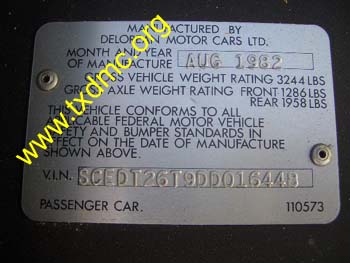 MANUFACTURED BY
DELOREAN MOTOR CARS LTD.
MONTH AND YEAR
OF MANUFACTURE AUG 1982
GROSS VEHICLE WEIGHT RATING 3244 LBS
GROSS AXLE WEIGHT RATING FRONT 1286 LBS
REAR 1958 LBS
THIS VEHICLE CONFORMS TO ALL
APPLICABLE FEDERAL MOTOR VEHICLE
SAFETY AND BUMPER STANDARDS IN
EFFECT ON THE DATE OF MANUFACTURE
SHOWN ABOVE.
V.I.N. SCEDT26T9DD016448
PASSENGER CAR. 110573
www.txdmc.org